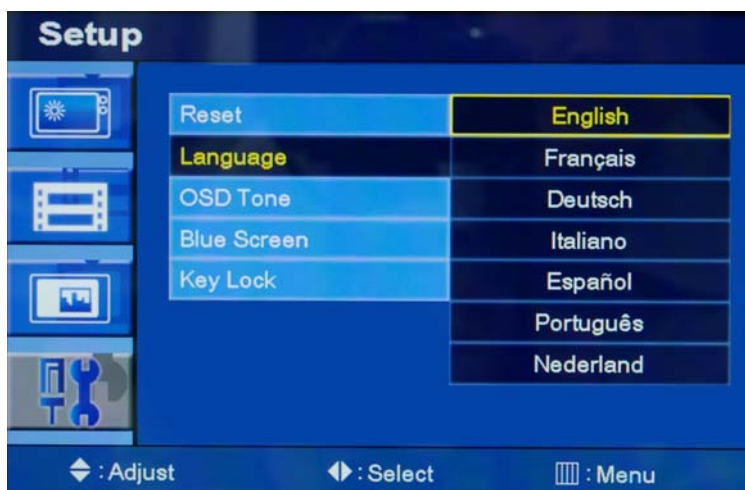 Setup
Reset
English
Language
Français
OSD Tone
Deutsch
Blue Screen
Italiano
Key Lock
Español
Português
Nederland
: Adjust
: Select
: Menu